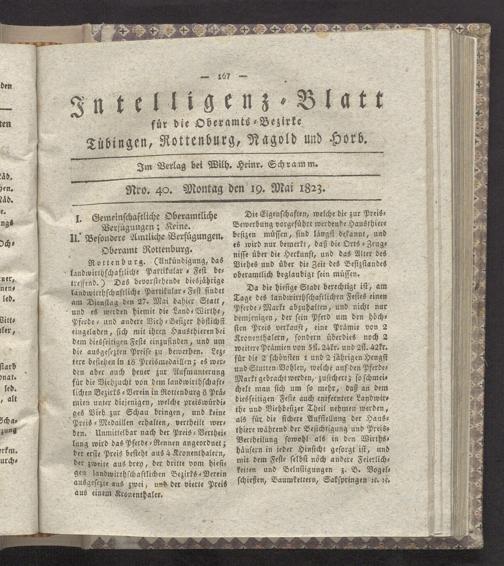 — 167 —
Intelligenz-Blatt
für die Oberamts-Bezirke
Tübingen, Rottenburg, Nagold und Horb.
Im Verlag bei Wilh. Heinr. Schramm.
Nro. 40. Montag den 19. Mai 1823.
I. Gemeinschaftliche Oberamtliche
Verfügungen; Keine.
II. Besondere Amtliche Verfügungen.
Oberamt Rottenburg.
Rottenburg. (Ankündigung, das
landwirthschaftliche Partikular-Fest be-
treffend.) Das bevorstehende diesjährige
landwirthschaftliche Partikular-Fest findet
am Dienstag den 27. Mai dahier Statt,
und es werden hiemit die Land-Wirthe,
Pferde- und andere Vieh-Besizer höflichst
eingeladen, sich mit ihren Hausthieren bei
dem diesseitigen Feste einzufinden, und um
die ausgesezten Preise zu bewerben. Lez-
tere bestehen in 16 Preismedaillen; es wer-
den aber auch heuer zur Aufmunterung
für die Viehzucht von dem landwirthschaft-
lichen Bezirks-Verein in Rottenburg Prä-
mien unter diejenigen, welche preiswürdi-
ges Vieh zur Schau bringen, und keine
Preis-Medaillen erhalten, vertheilt wer-
den. Unmittelbar nach der Preis-Verthei-
lung wird das Pferde-Rennen angeordnet;
der erste Preis besteht aus 4 Kronenthalern,
der zweite aus drey, der dritte vom hiesi-
gen landwirthschaftlichen Bezirks-Verein
ausgesezte aus zwei, und der vierte Preis
aus einem Kronenthaler.
Die Eigenschaften, welche die zur Preis-
Bewerbung vorgeführt werdende Hausthiere
besizen müssen, sind längst bekannt, und
es wird nur bemerkt, daß die Orts-Zeug-
nisse über die Herkunft, und das Alter des
Viehes und über die Zeit des Besizstandes
oberamtlich beglaubigt seyn müssen.
Da die hiesige Stadt berechtigt ist, am
Tage des landwirthschaftlichen Festes einen
Pferde-Markt abzuhalten, und nicht nur
demjenigen, der sein Pferd um den höch-
sten Preis verkauft, eine Prämie von 2
Kronenthalern, sondern überdies noch 2
weitere Prämien von 5fl. 24kr. und 2fl. 42kr.
für die 2 schönsten 1 und 2 jährigen Hengst
und Stutten-Fohlen, welche auf den Pferde-
Markt gebracht werden, zusichert; so schmei-
chelt man sich um so mehr, daß an dem
diesseitigen Feste auch entferntere Landwir-
the und Viehbesizer Theil nehmen werden,
als für die sichere Aufstellung der Haus-
thiere während der Besichtigung und Preis-
Vertheilung sowohl als in den Wirths-
häusern in jeder Hinsicht gesorgt ist, und
mit dem Feste selbst noch andere Feierlich-
keiten und Belustigungen z. B. Vogel-
schießen, Baumklettern, Sakspringen ꝛc. ꝛc.